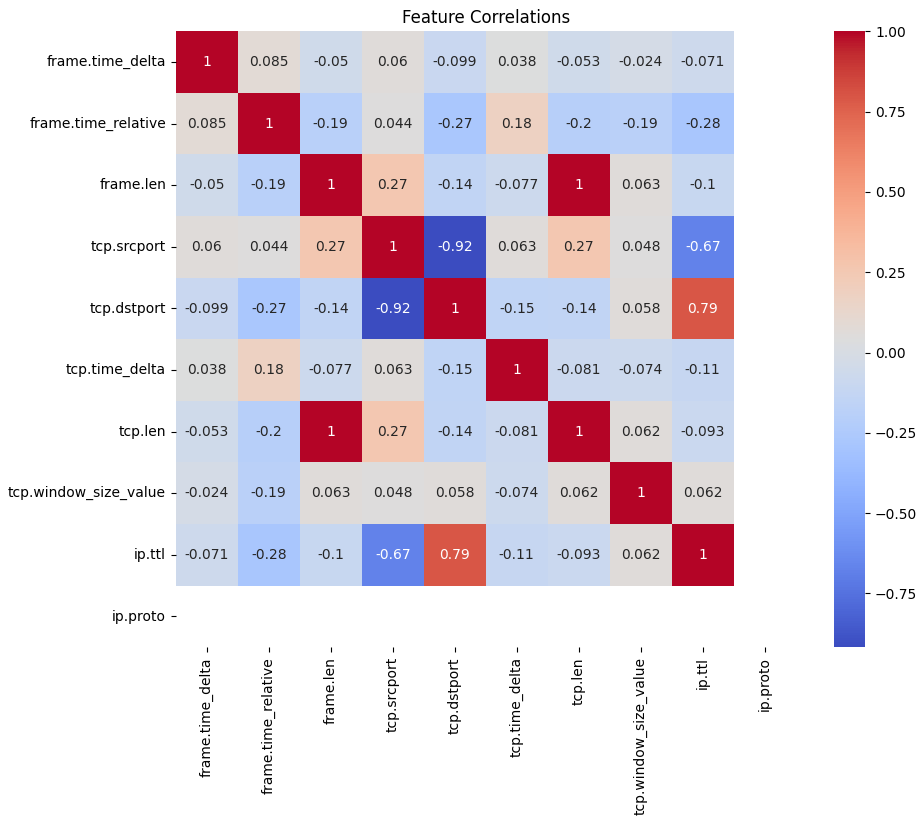 Feature Correlations
frame.time_delta 1 0.085 -0.05 0.06 -0.099 0.038 -0.053 -0.024 -0.071
frame.time_relative 0.085 1 -0.19 0.044 -0.27 0.18 -0.2 -0.19 -0.28
frame.len -0.05 -0.19 1 0.27 -0.14 -0.077 1 0.063 -0.1
tcp.srcport 0.06 0.044 0.27 1 -0.92 0.063 0.27 0.048 -0.67
tcp.dstport -0.099 -0.27 -0.14 -0.92 1 -0.15 -0.14 0.058 0.79
tcp.time_delta 0.038 0.18 -0.077 0.063 -0.15 1 -0.081 -0.074 -0.11
tcp.len -0.053 -0.2 1 0.27 -0.14 -0.081 1 0.062 -0.093
tcp.window_size_value -0.024 -0.19 0.063 0.048 0.058 -0.074 0.062 1 0.062
ip.ttl -0.071 -0.28 -0.1 -0.67 0.79 -0.11 -0.093 0.062 1
ip.proto
frame.time_delta
frame.time_relative
frame.len
tcp.srcport
tcp.dstport
tcp.time_delta
tcp.len
tcp.window_size_value
ip.ttl
ip.proto
1.00
0.75
0.50
0.25
0.00
−0.25
−0.50
−0.75